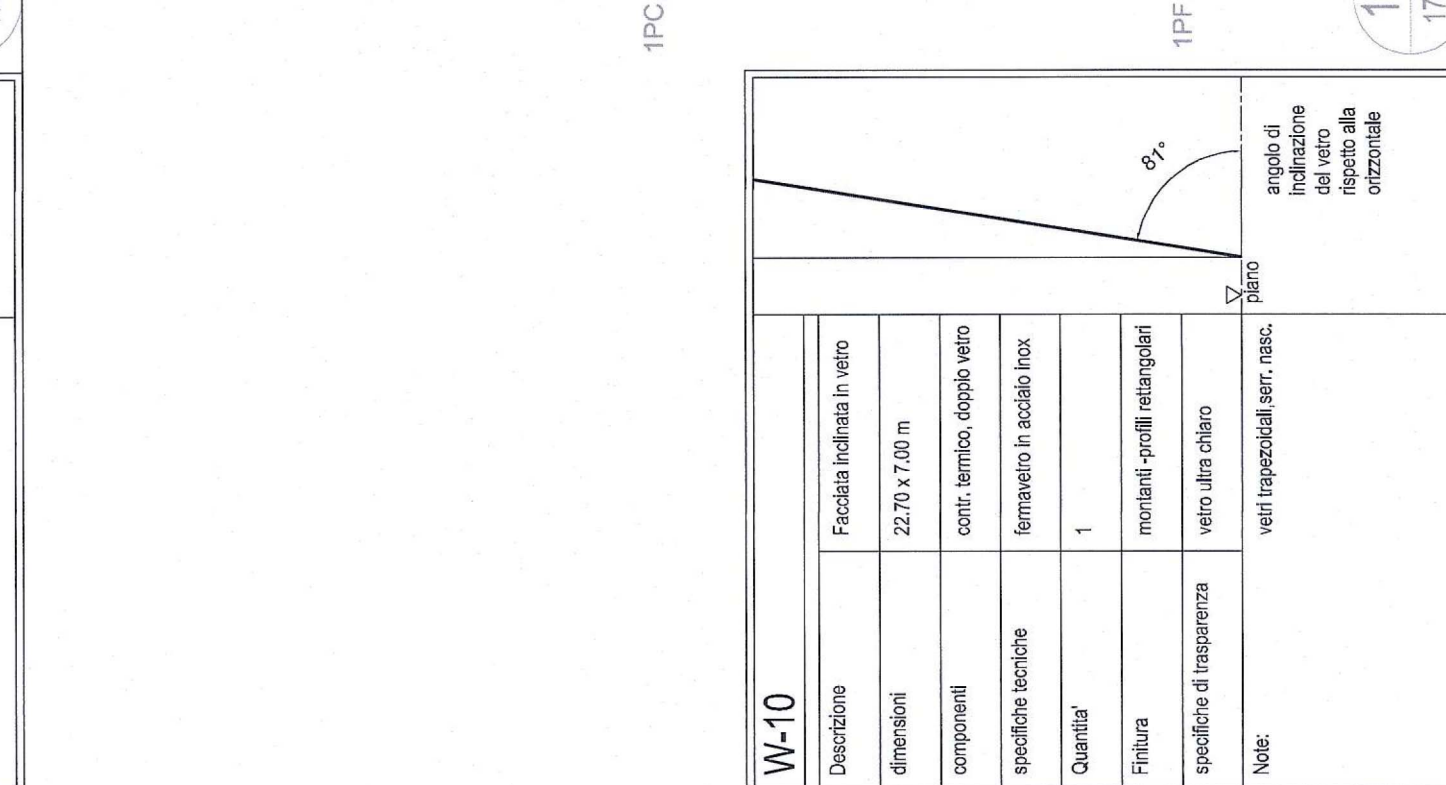 1PC
1PF
1
17
W-10
Descrizione
Facciata inclinata in vetro
dimensioni
22.70 x 7.00 m
componenti
contr. termico, doppio vetro
specifiche tecniche
fermavetro in acciaio inox
Quantita'
1
Finitura
montanti -profili rettangolari
specifiche di trasparenza
vetro ultra chiaro
Note:
vetri trapezoidali,serr. nasc.
81°
piano
angolo di
inclinazione
del vetro
rispetto alla
orizzontale